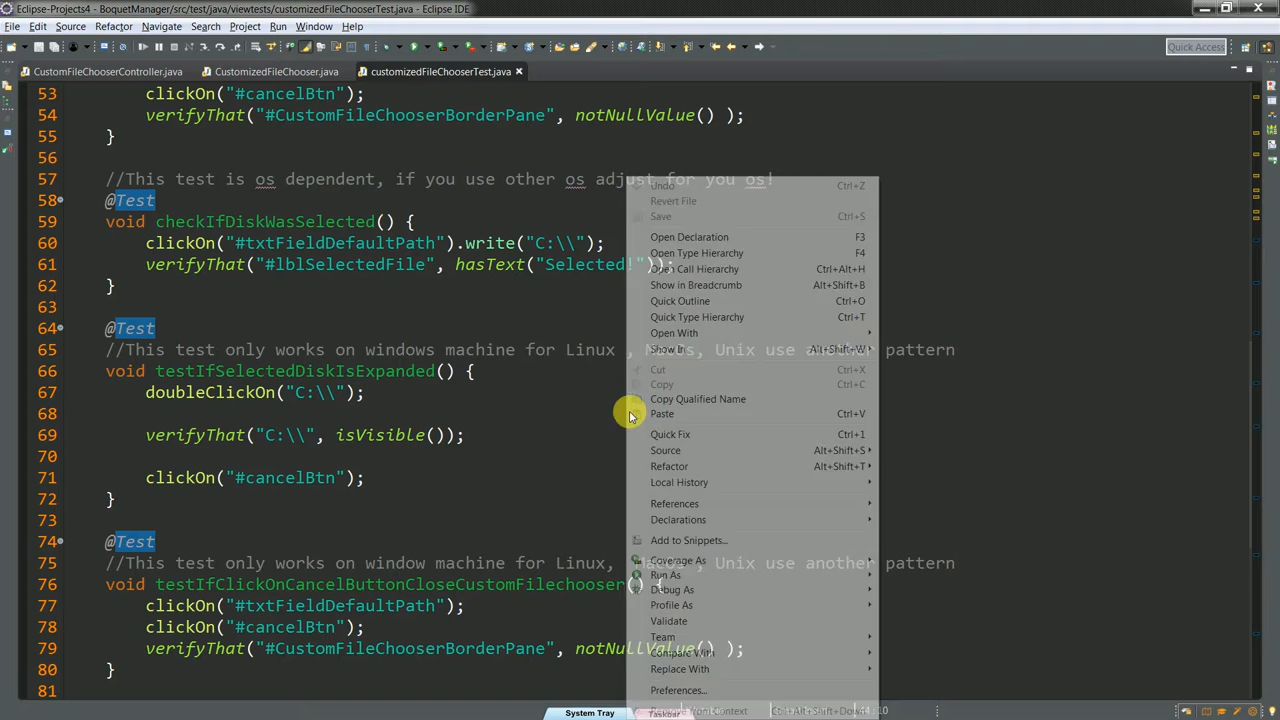 Eclipse-Projects4 - BoquetManager/src/test/java/viewtests/customizedFileChooserTest.java - Eclipse IDE
File Edit Source Refactor Navigate Search Project Run Window Help
Quick Access
CustomFileChooserController.java CustomizedFileChooser.java customizedFileChooserTest.java
53 clickOn("#cancelBtn");
54 verifyThat("#CustomFileChooserBorderPane", notNullValue() );
55 }
56
57 //This test is os dependent, if you use other os adjust for you os!
58 @Test
59 void checkIfDiskWasSelected() {
60 clickOn("#txtFieldDefaultPath").write("C:\\");
61 verifyThat("#lblSelectedFile", hasText("Selected!"));
62 }
63
64 @Test
65 //This test only works on windows machine for Linux , MacOs, Unix use another pattern
66 void testIfSelectedDiskIsExpanded() {
67 doubleClickOn("C:\\");
68
69 verifyThat("C:\\", isVisible());
70
71 clickOn("#cancelBtn");
72 }
73
74 @Test
75 //This test only works on window machine for Linux, MacOs , Unix use another pattern
76 void testIfClickOnCancelButtonCloseCustomFilechooser() {
77 clickOn("#txtFieldDefaultPath");
78 clickOn("#cancelBtn");
79 verifyThat("#CustomFileChooserBorderPane", notNullValue() );
80 }
81
Undo Ctrl+Z
Revert File
Save Ctrl+S
Open Declaration F3
Open Type Hierarchy F4
Open Call Hierarchy Ctrl+Alt+H
Show in Breadcrumb Alt+Shift+B
Quick Outline Ctrl+O
Quick Type Hierarchy Ctrl+T
Open With
Show In Alt+Shift+W
Cut Ctrl+X
Copy Ctrl+C
Copy Qualified Name
Paste Ctrl+V
Quick Fix Ctrl+1
Source Alt+Shift+S
Refactor Alt+Shift+T
Local History
References
Declarations
Add to Snippets...
Coverage As
Run As
Debug As
Profile As
Validate
Team
Compare With
Replace With
Preferences...
Remove from Context Ctrl+Alt+Shift+Down
System Tray Taskbar